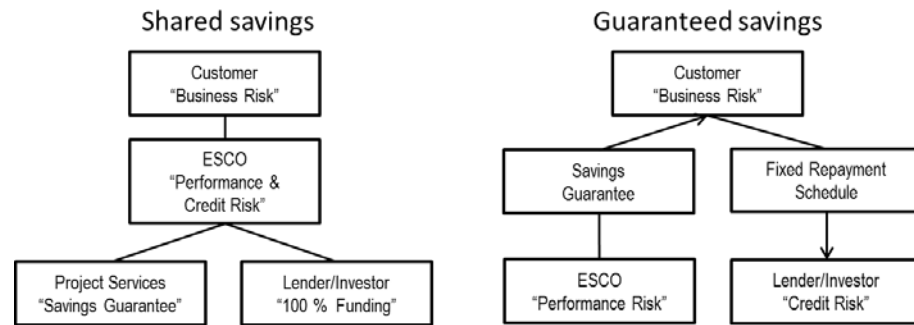 Shared savings
Customer
“Business Risk”
ESCO
“Performance &
Credit Risk”
Project Services
“Savings Guarantee”
Lender/Investor
“100 % Funding”
Guaranteed savings
Customer
“Business Risk”
Savings
Guarantee
Fixed Repayment
Schedule
ESCO
“Performance Risk”
Lender/Investor
“Credit Risk”